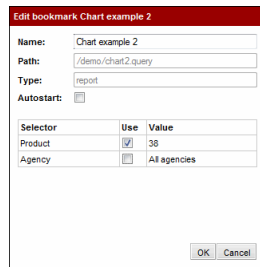 Edit bookmark Chart example 2
Name: Chart example 2
Path: /demo/chart2.query
Type: report
Autostart:
Selector Use Value
Product 38
Agency All agencies
OK Cancel